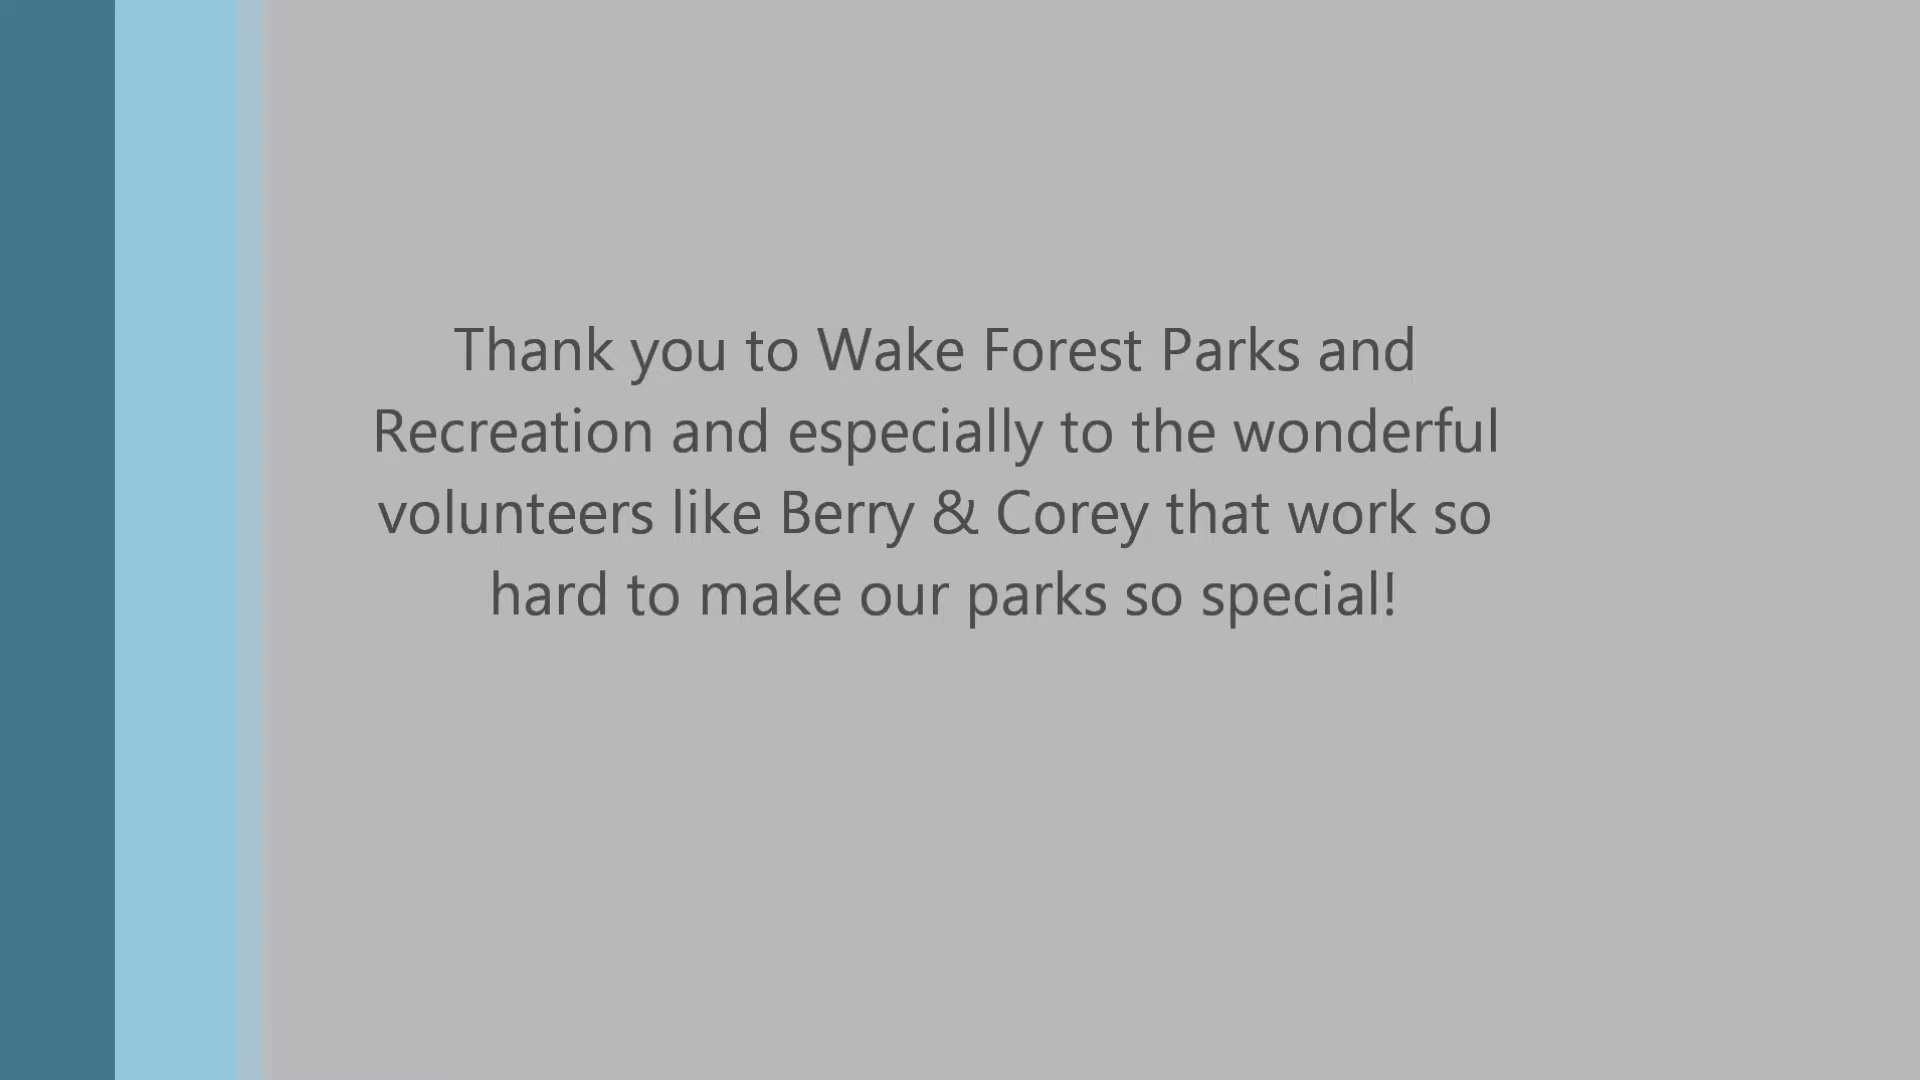 Thank you to Wake Forest Parks and
Recreation and especially to the wonderful
volunteers like Berry & Corey that work so
hard to make our parks so special!